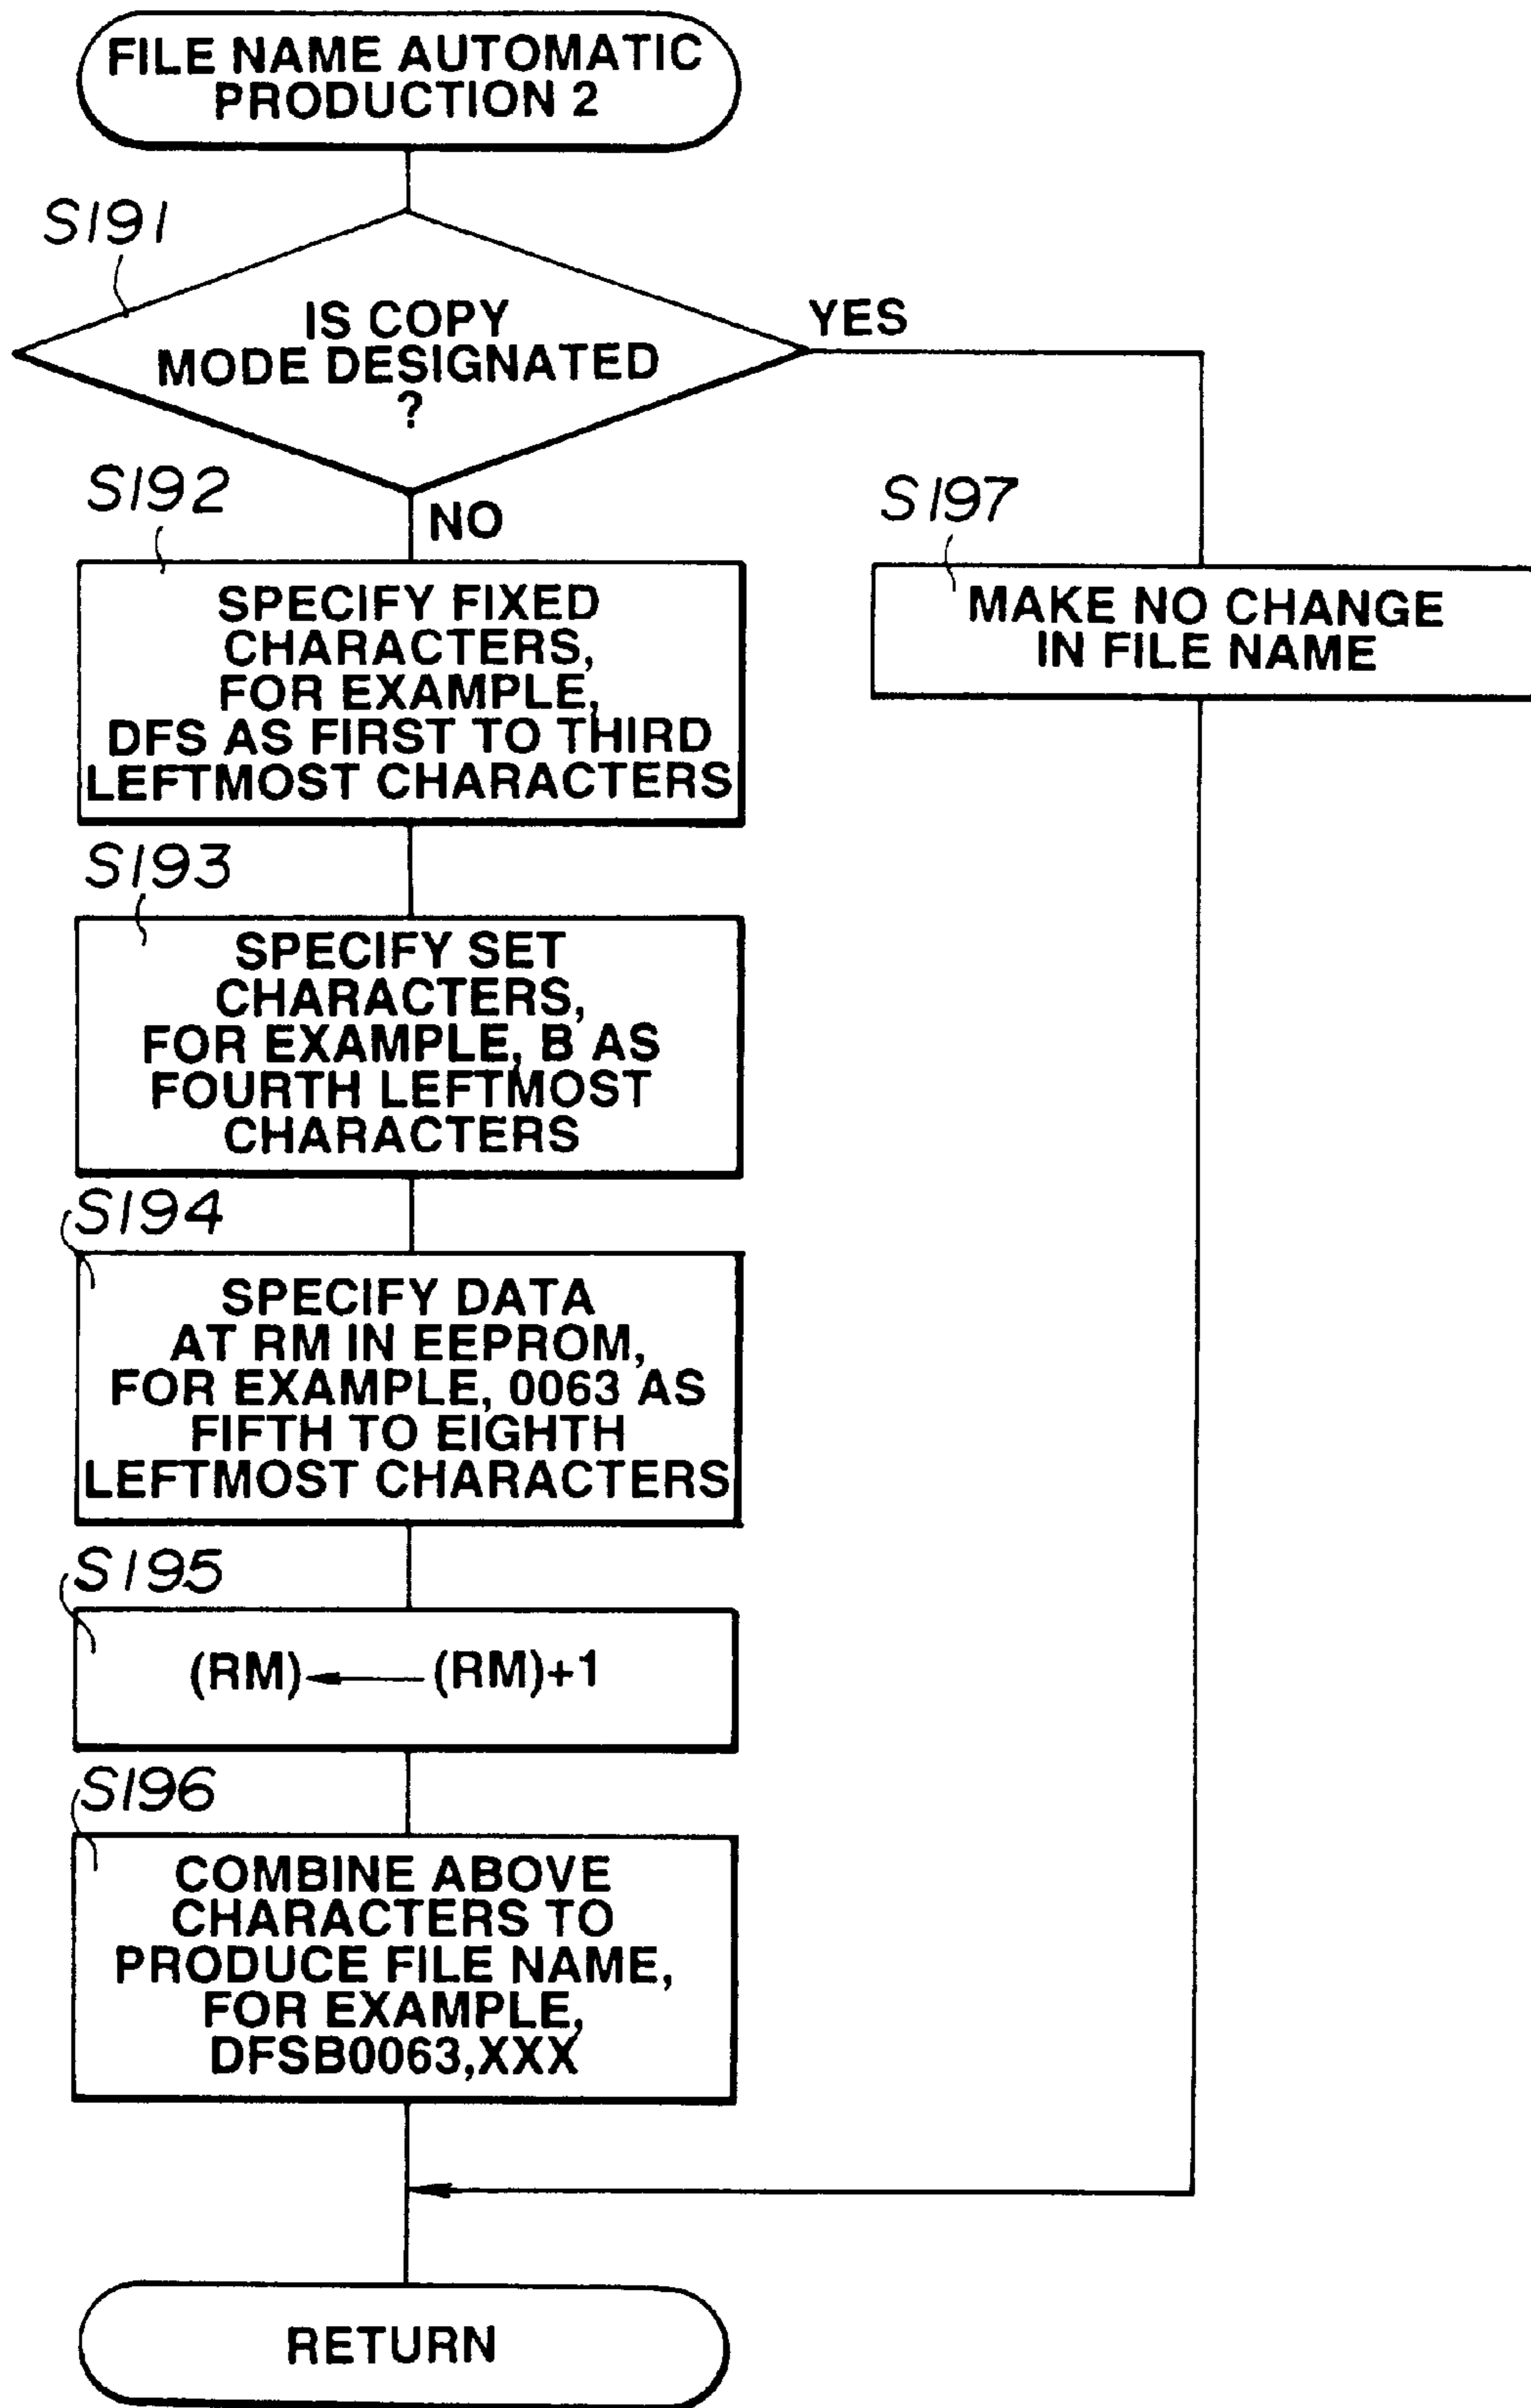 FILE NAME AUTOMATIC
PRODUCTION 2
S191
IS COPY
MODE DESIGNATED
?
YES
NO
S192
SPECIFY FIXED
CHARACTERS,
FOR EXAMPLE,
DFS AS FIRST TO THIRD
LEFTMOST CHARACTERS
S197
MAKE NO CHANGE
IN FILE NAME
S193
SPECIFY SET
CHARACTERS,
FOR EXAMPLE, B AS
FOURTH LEFTMOST
CHARACTERS
S194
SPECIFY DATA
AT RM IN EEPROM,
FOR EXAMPLE, 0063 AS
FIFTH TO EIGHTH
LEFTMOST CHARACTERS
S195
(RM) ← (RM)+1
S196
COMBINE ABOVE
CHARACTERS TO
PRODUCE FILE NAME,
FOR EXAMPLE,
DFSB0063,XXX
RETURN